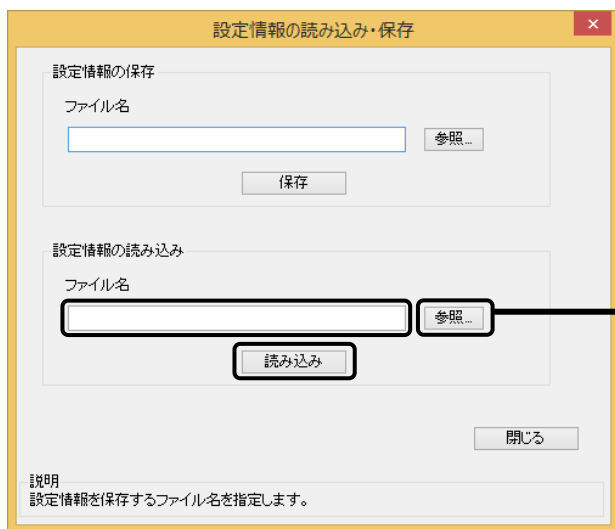 設定情報の読み込み・保存
設定情報の保存
ファイル名
参照...
保存
設定情報の読み込み
ファイル名
参照...
読み込み
閉じる
説明
設定情報を保存するファイル名を指定します。